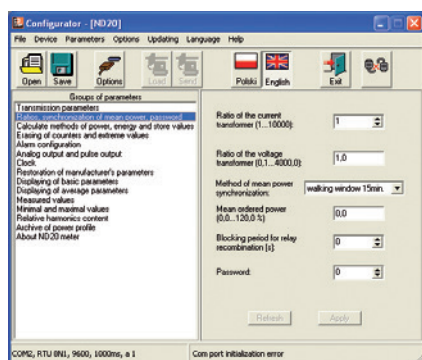 Configurator - [ND20]
File Device Parameters Options Updating Language Help
Open Save Options Load Send Polski English Exit
Groups of parameters
Transmission parameters
Ratios, synchronization of mean power, password
Calculate methods of power, energy and store values
Erasing of counters and extreme values
Alarm configuration
Analog output and pulse output
Clock
Restoration of manufacturer's parameters
Displaying of basic parameters
Displaying of average parameters
Measured values
Minimal and maximal values
Relative harmonics content
Archive of power profile
About ND20 meter
Ratio of the current
transformer (1...10000):
1
Ratio of the voltage
transformer (0,1...4000,0):
1,0
Method of mean power
synchronization:
walking window 15min.
Mean ordered power
(0,0...120,0 %)
0,0
Blocking period for relay
recombination [s]:
0
Password:
0
Refresh Apply
COM2, RTU 8N1, 9600, 1000ms, a 1 Com port initialization error